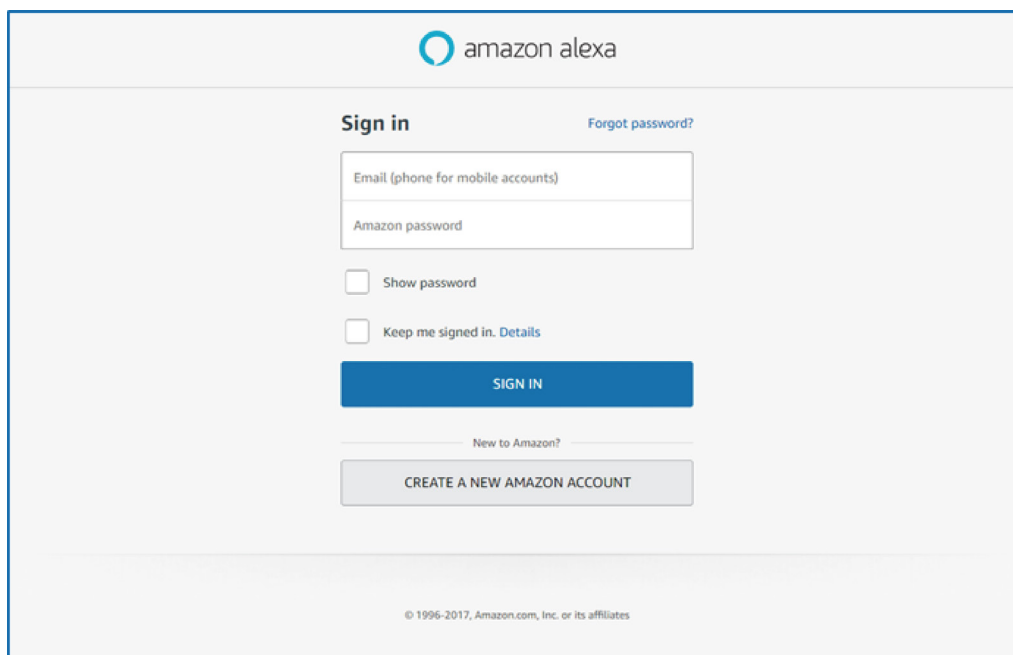 amazon alexa
Sign in
Forgot password?
Email (phone for mobile accounts)
Amazon password
Show password
Keep me signed in. Details
SIGN IN
New to Amazon?
CREATE A NEW AMAZON ACCOUNT
© 1996-2017, Amazon.com, Inc. or its affiliates